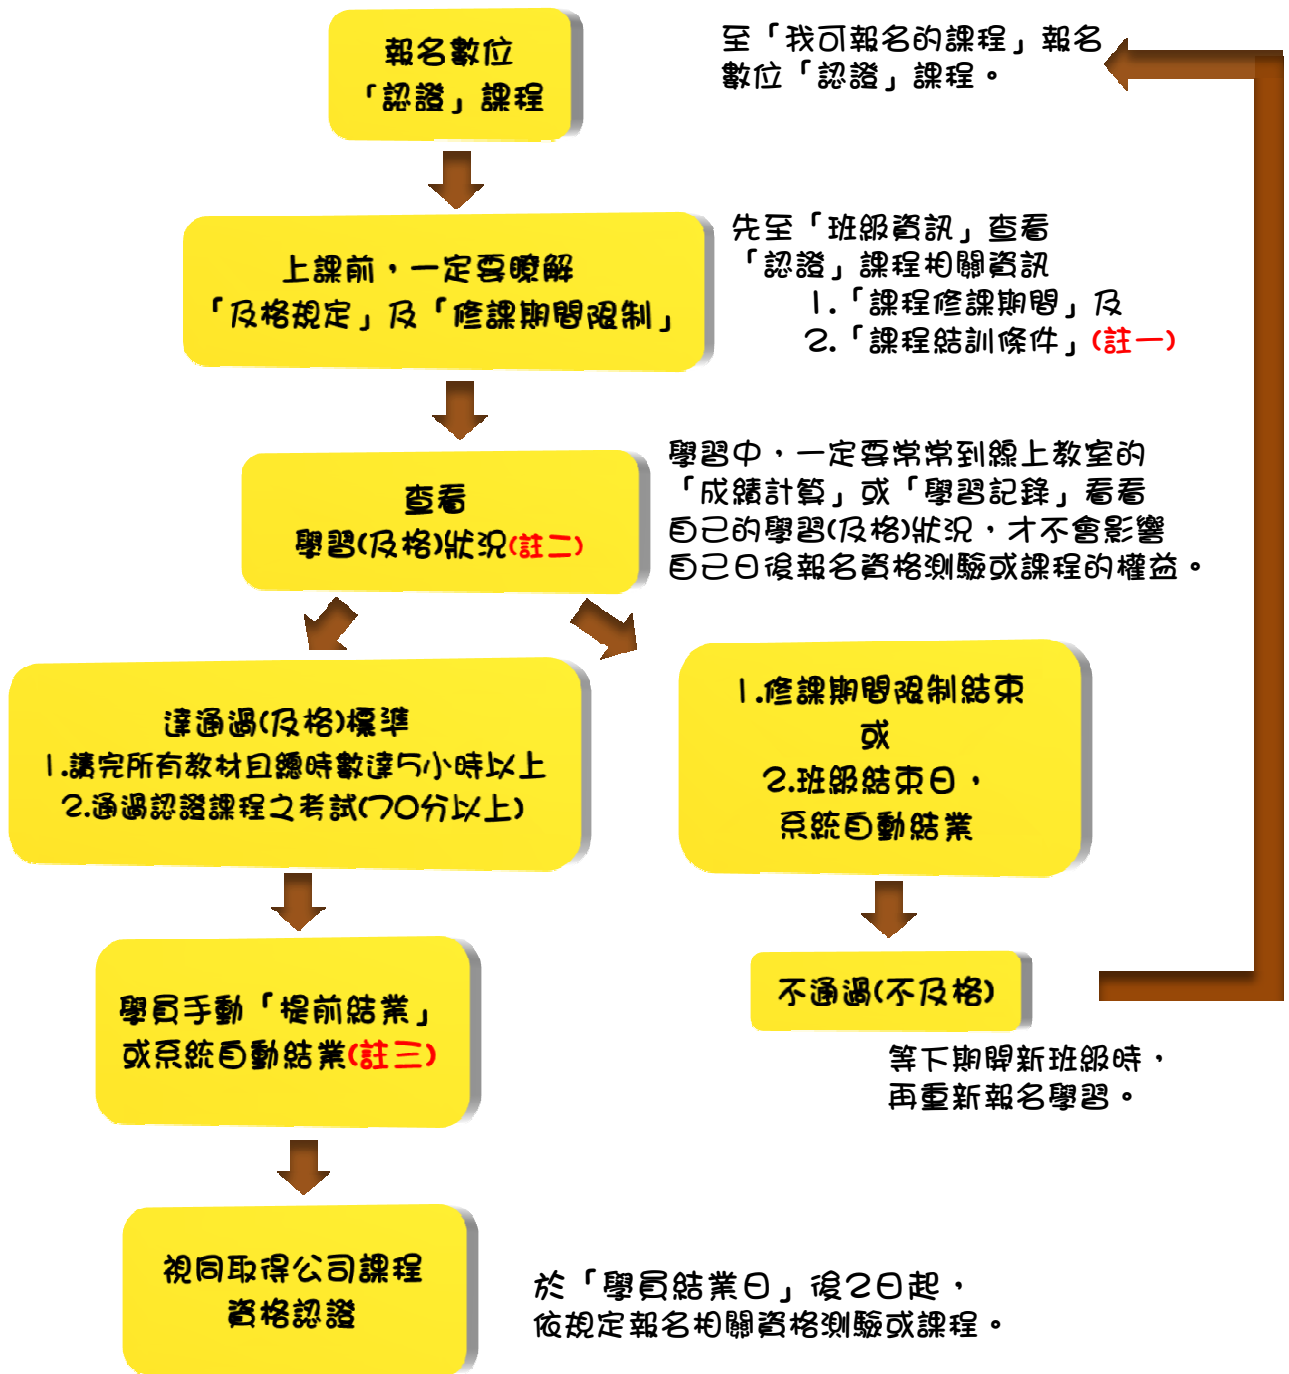 報名數位
「認證」課程
至「我可報名的課程」報名
數位「認證」課程。
上課前，一定要瞭解
「及格規定」及「修課期間限制」
先至「班級資訊」查看
「認證」課程相關資訊
1.「課程修課期間」及
2.「課程結訓條件」(註一)
查看
學習(及格)狀況(註二)
學習中，一定要常常到線上教室的
「成績計算」或「學習記錄」看看
自己的學習(及格)狀況，才不會影響
自己日後報名資格測驗或課程的權益。
達通過(及格)標準
1.讀完所有教材且總時數達5小時以上
2.通過認證課程之考試(70分以上)
1.修課期間限制結束
或
2.班級結束日，
系統自動結業
學員手動「提前結業」
或系統自動結業(註三)
不通過(不及格)
等下期開新班級時，
再重新報名學習。
視同取得公司課程
資格認證
於「學員結業日」後2日起，
依規定報名相關資格測驗或課程。